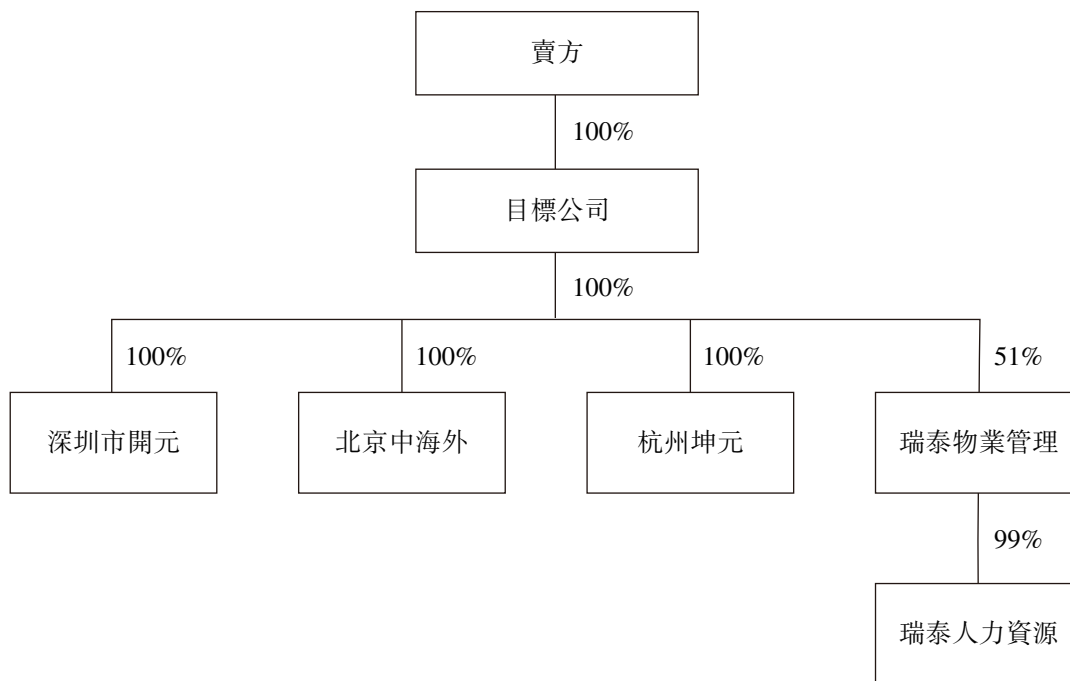 賣方
100%
目標公司
100%
100%
100%
100%
51%
深圳市開元
北京中海外
杭州坤元
瑞泰物業管理
99%
瑞泰人力資源